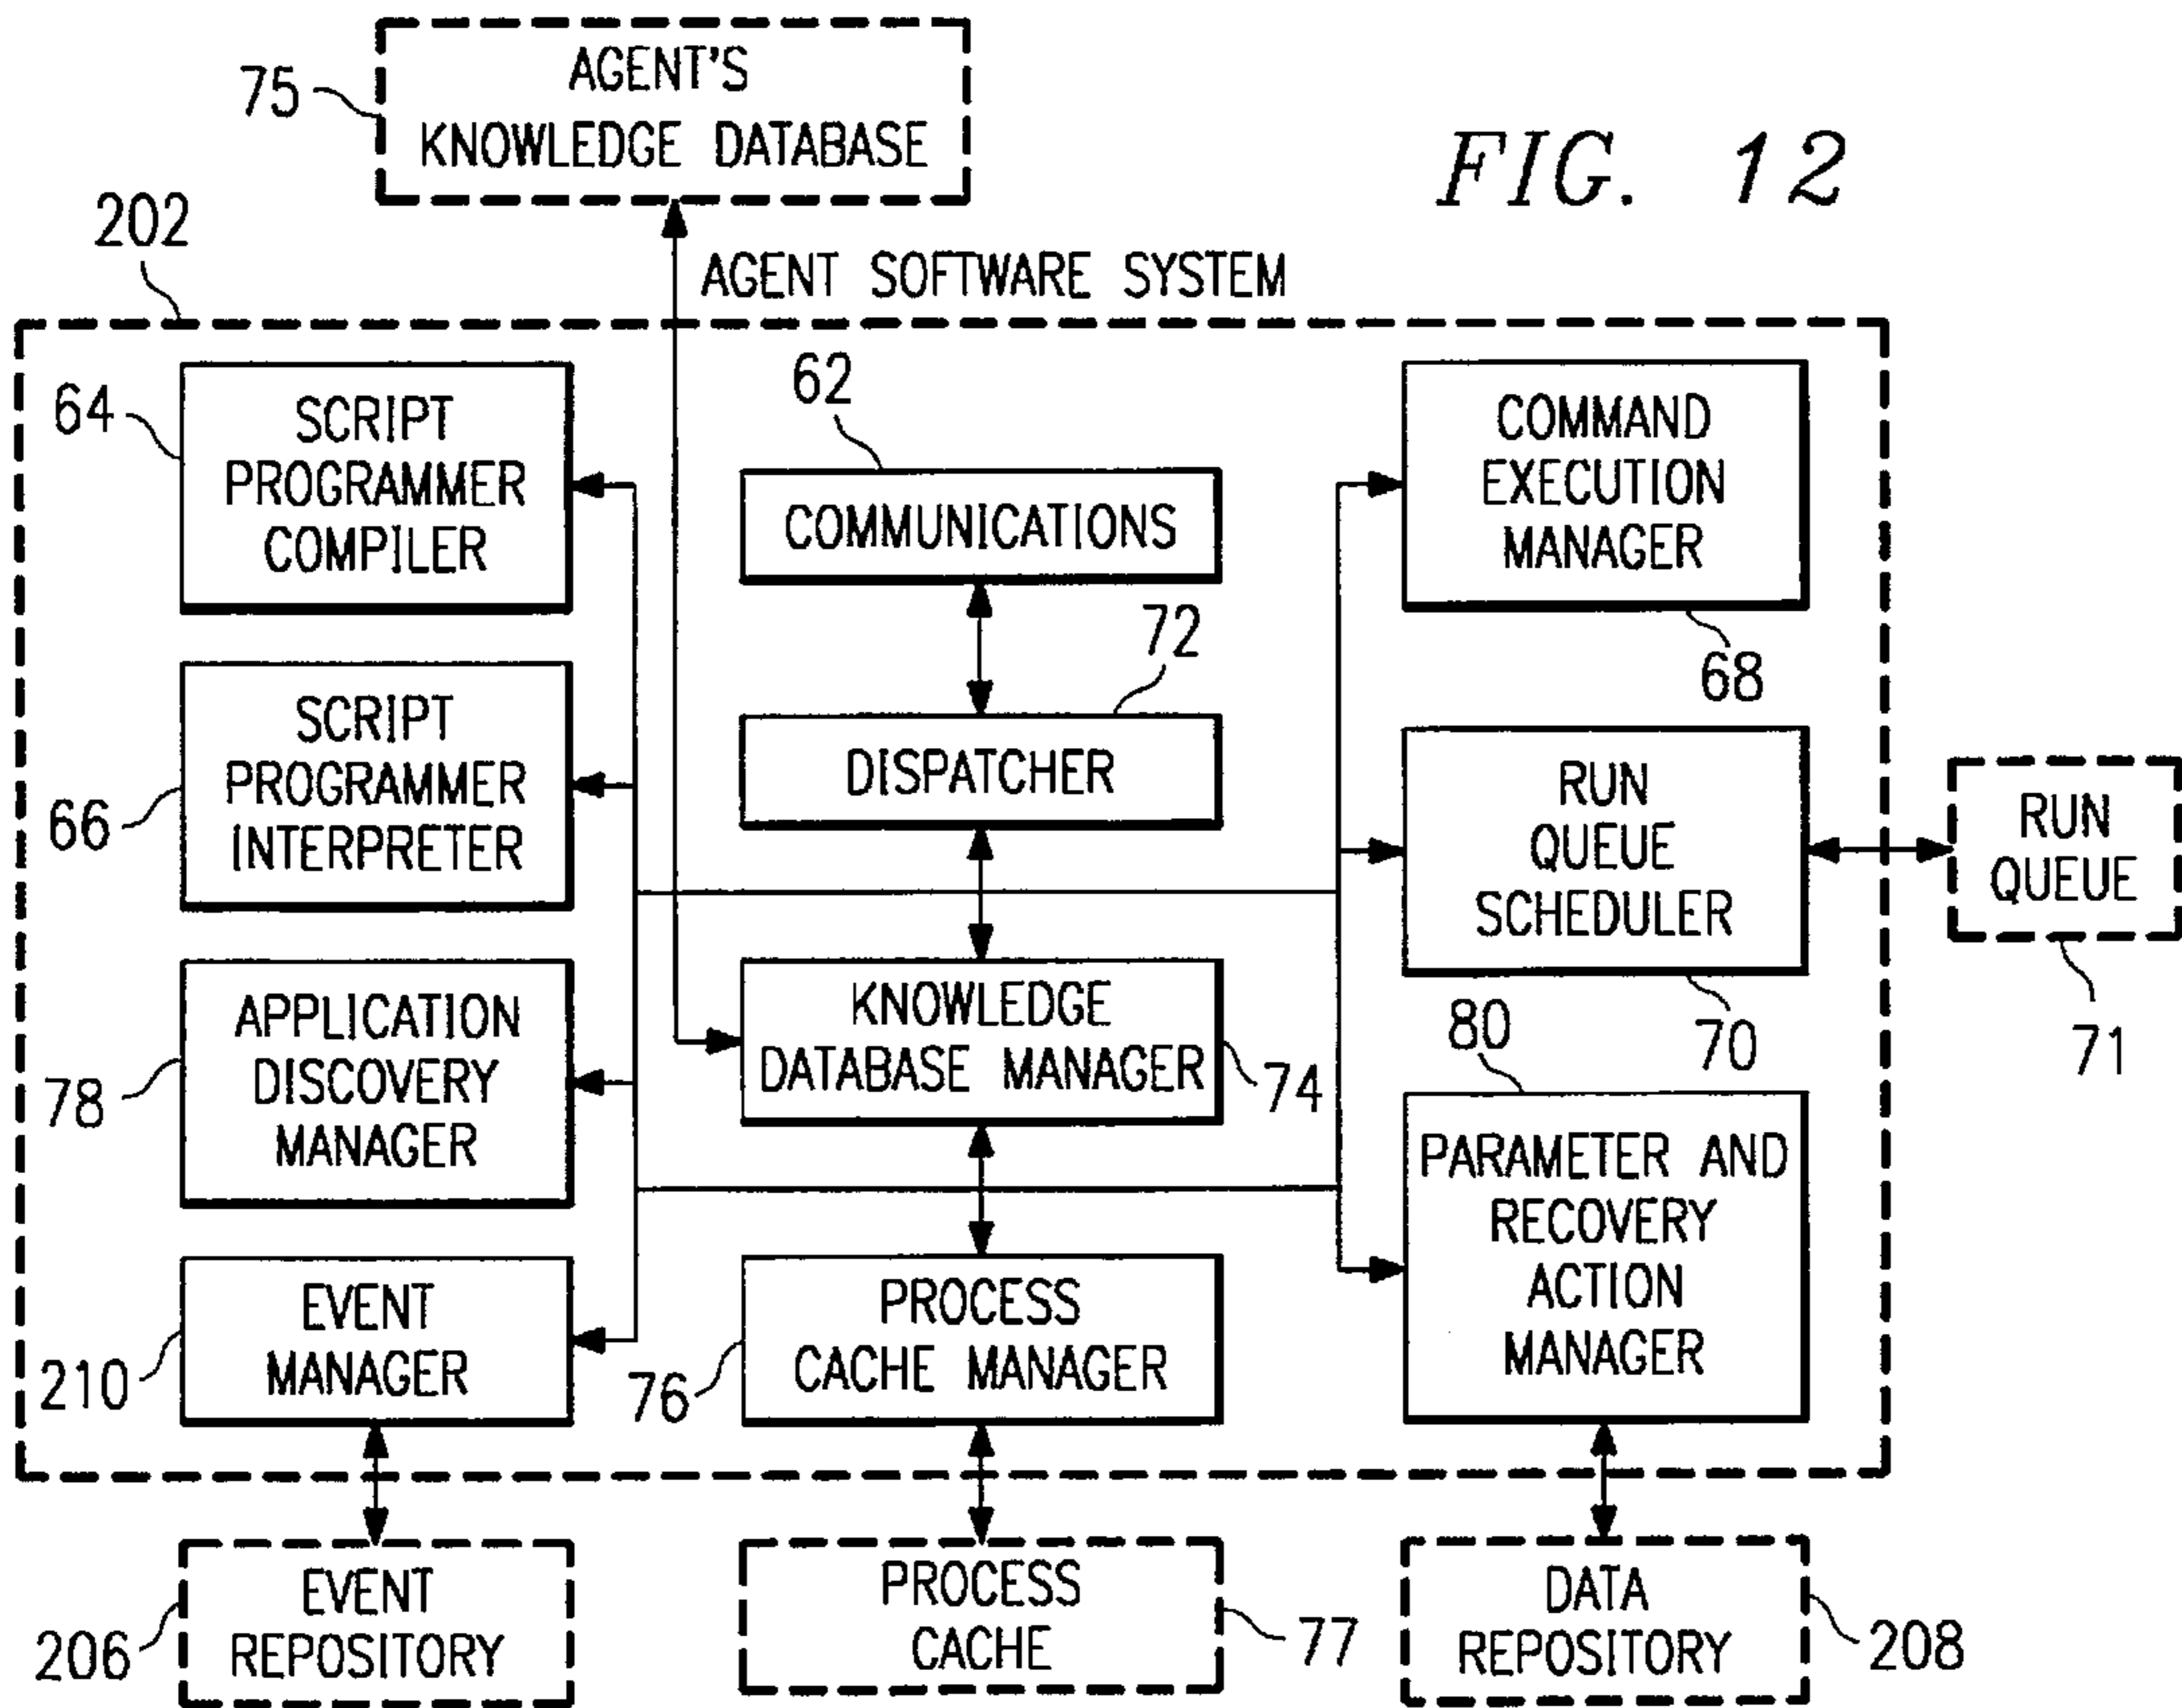 AGENT'S
KNOWLEDGE DATABASE
75
FIG. 12
202
AGENT SOFTWARE SYSTEM
64
SCRIPT
PROGRAMMER
COMPILER
62
COMMUNICATIONS
COMMAND
EXECUTION
MANAGER
68
66
SCRIPT
PROGRAMMER
INTERPRETER
72
DISPATCHER
RUN
QUEUE
SCHEDULER
70
RUN
QUEUE
71
78
APPLICATION
DISCOVERY
MANAGER
KNOWLEDGE
DATABASE MANAGER
74
80
PARAMETER AND
RECOVERY
ACTION
MANAGER
210
EVENT
MANAGER
76
PROCESS
CACHE MANAGER
206
EVENT
REPOSITORY
PROCESS
CACHE
77
DATA
REPOSITORY
208